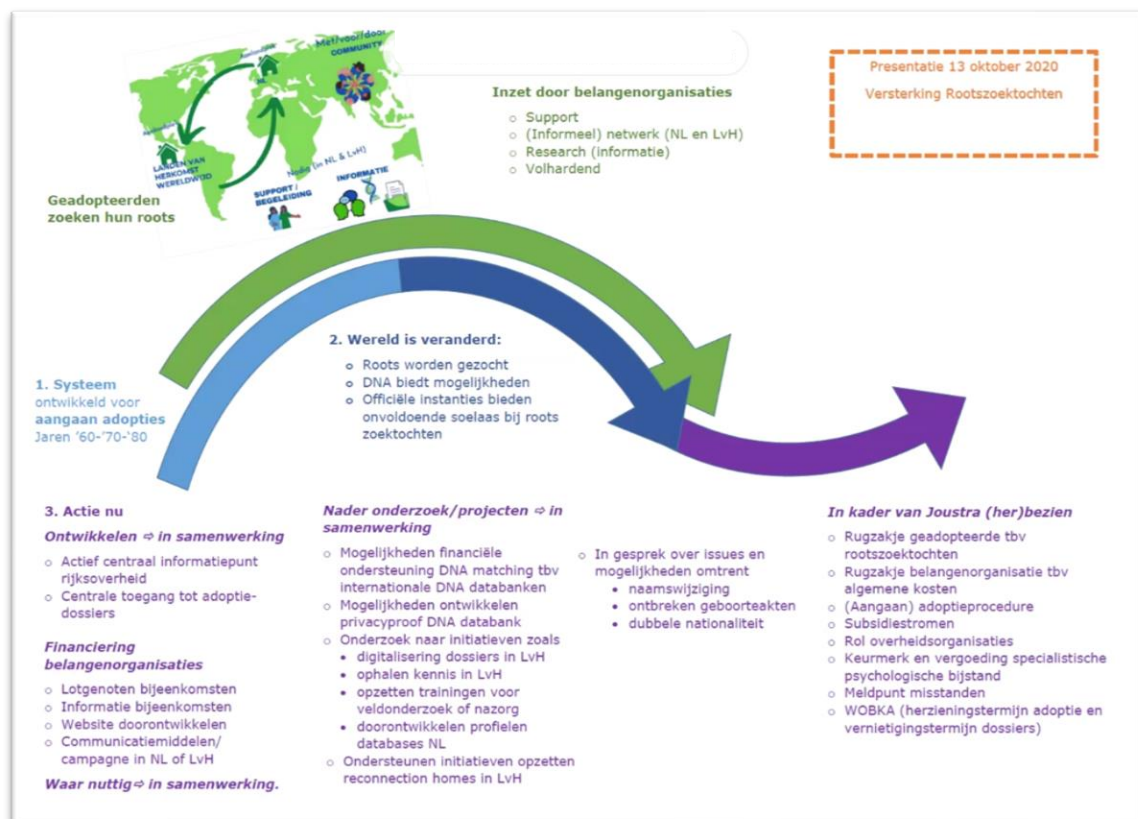 Met/voor/door
COMMUNITY
NL
LANDEN VAN
HERKOMST
WERELDWIJD
Nodig (in NL & LvH)
SUPPORT /
BEGELEIDING
INFORMATIE
Geadopteerden
zoeken hun roots
Inzet door belangenorganisaties
o Support
o (Informeel) netwerk (NL en LvH)
o Research (informatie)
o Volhardend
Presentatie 13 oktober 2020
Versterking Rootszoektochten
1. Systeem
ontwikkeld voor
aangaan adopties
Jaren '60-'70-'80
2. Wereld is veranderd:
o Roots worden gezocht
o DNA biedt mogelijkheden
o Officiële instanties bieden
onvoldoende soelaas bij roots
zoektochten
3. Actie nu
Ontwikkelen ⇨ in samenwerking
o Actief centraal informatiepunt
rijksoverheid
o Centrale toegang tot adoptie-
dossiers
Financiering
belangenorganisaties
o Lotgenoten bijeenkomsten
o Informatie bijeenkomsten
o Website doorontwikkelen
o Communicatiemiddelen/
campagne in NL of LvH
Waar nuttig⇨ in samenwerking.
Nader onderzoek/projecten ⇨ in
samenwerking
o Mogelijkheden financiële
ondersteuning DNA matching tbv
internationale DNA databanken
o Mogelijkheden ontwikkelen
privacyproof DNA databank
o Onderzoek naar initiatieven zoals
• digitalisering dossiers in LvH
• ophalen kennis in LvH
• opzetten trainingen voor
veldonderzoek of nazorg
• doorontwikkelen profielen
databases NL
o Ondersteunen initiatieven opzetten
reconnection homes in LvH
o In gesprek over issues en
mogelijkheden omtrent
• naamswijziging
• ontbreken geboorteakten
• dubbele nationaliteit
In kader van Joustra (her)bezien
o Rugzakje geadopteerde tbv
rootszoektochten
o Rugzakje belangenorganisatie tbv
algemene kosten
o (Aangaan) adoptieprocedure
o Subsidiestromen
o Rol overheidsorganisaties
o Keurmerk en vergoeding specialistische
psychologische bijstand
o Meldpunt misstanden
o WOBKA (herzieningstermijn adoptie en
vernietigingstermijn dossiers)